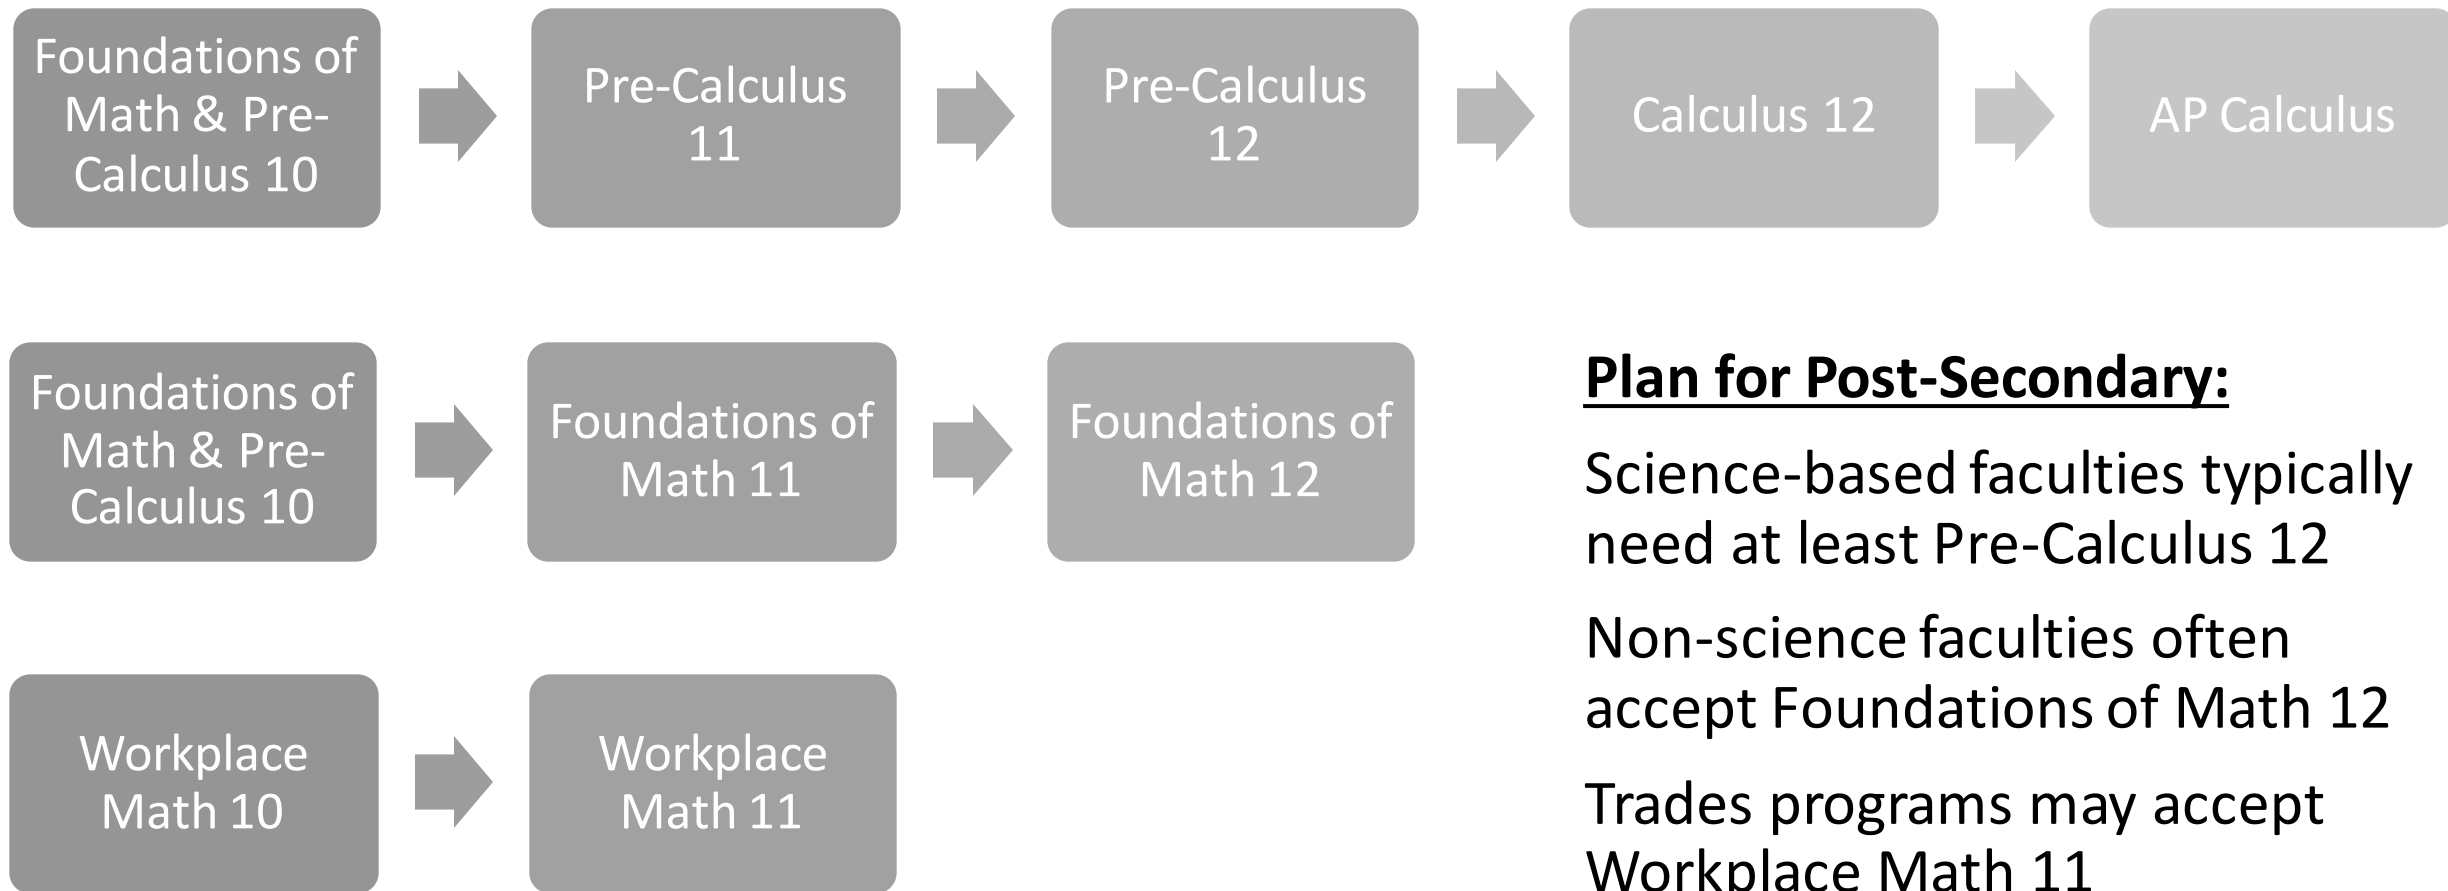 Foundations of
Math & Pre-
Calculus 10
Pre-Calculus
11
Pre-Calculus
12
Calculus 12
AP Calculus
Foundations of
Math & Pre-
Calculus 10
Foundations of
Math 11
Foundations of
Math 12
Workplace
Math 10
Workplace
Math 11
Plan for Post-Secondary:
Science-based faculties typically
need at least Pre-Calculus 12
Non-science faculties often
accept Foundations of Math 12
Trades programs may accept
Workplace Math 11